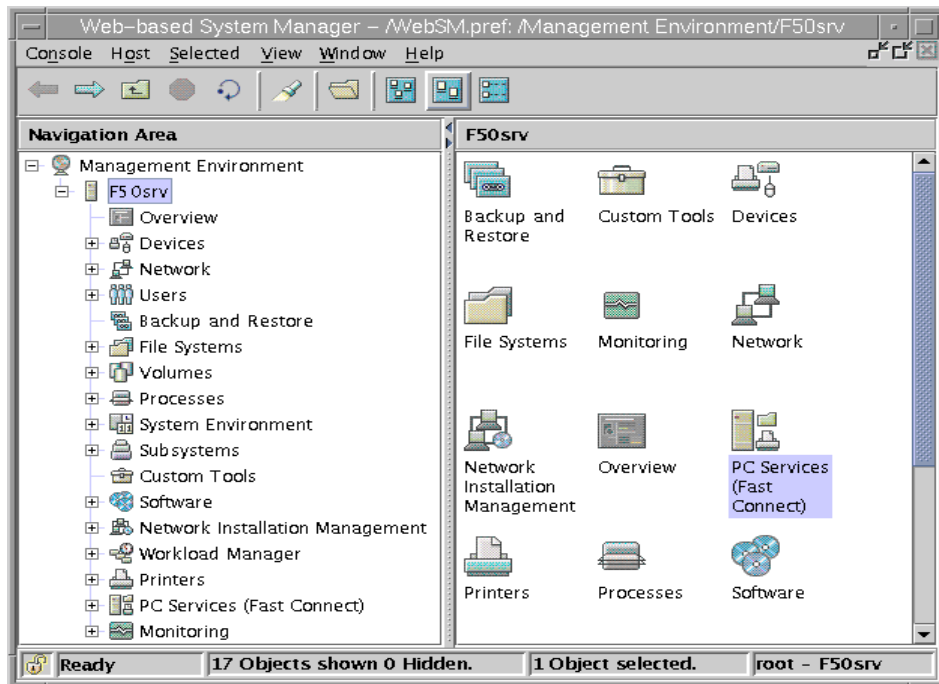 Web-based System Manager - /WebSM.pref: /Management Environment/F50srv
Console Host Selected View Window Help
Navigation Area
Management Environment
F50srv
Overview
Devices
Network
Users
Backup and Restore
File Systems
Volumes
Processes
System Environment
Subsystems
Custom Tools
Software
Network Installation Management
Workload Manager
Printers
PC Services (Fast Connect)
Monitoring
F50srv
Backup and
Restore
Custom Tools
Devices
File Systems
Monitoring
Network
Network
Installation
Management
Overview
PC Services
(Fast
Connect)
Printers
Processes
Software
Ready
17 Objects shown 0 Hidden.
1 Object selected.
root - F50srv